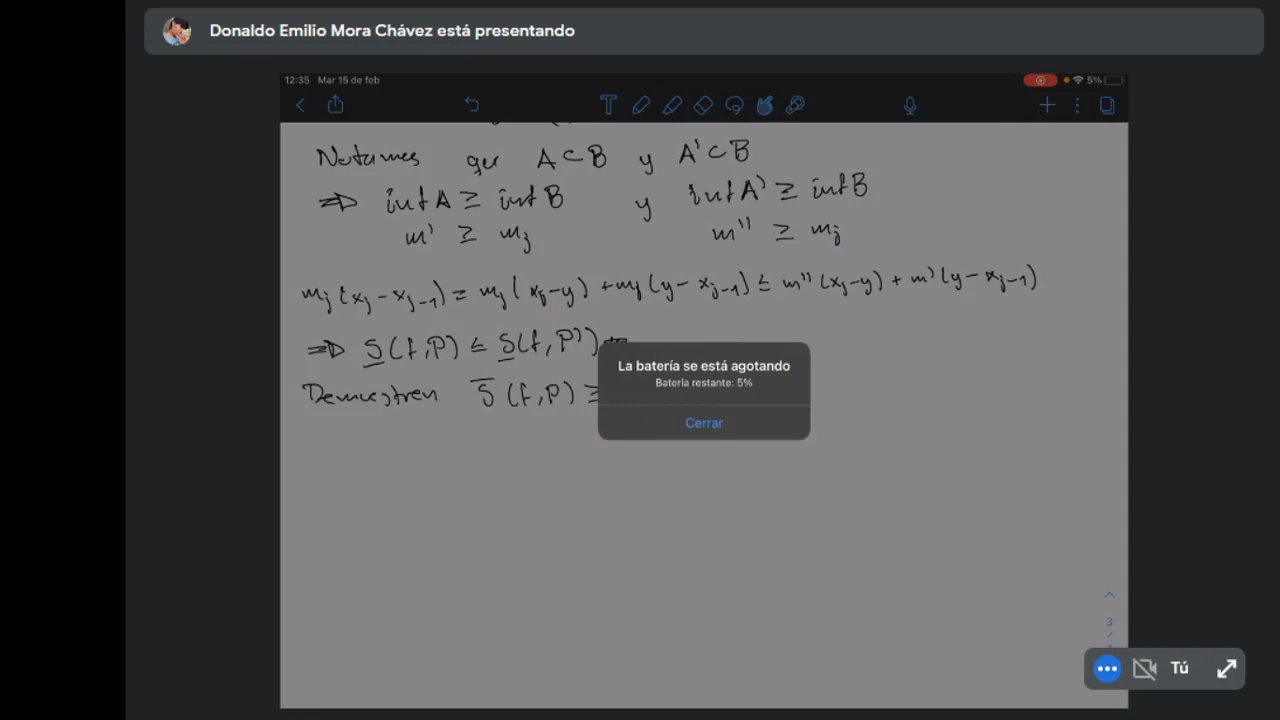 Donaldo Emilio Mora Chávez está presentando
12:35 Mar 15 de feb 5%
Notamos que A⊂B y A'⊂B
⇒ inf A ≥ inf B y inf A' ≥ inf B
m' ≥ mj m'' ≥ mj
mj(xj-xj-1) = mj(xj-y) + mj(y-xj-1) ≤ m''(xj-y) + m'(y-xj-1)
⇒ S(f,P) ≤ S(f,P')
La batería se está agotando
Batería restante: 5%
Demuestren S̅(f,P) ≥
Cerrar
3
Tú